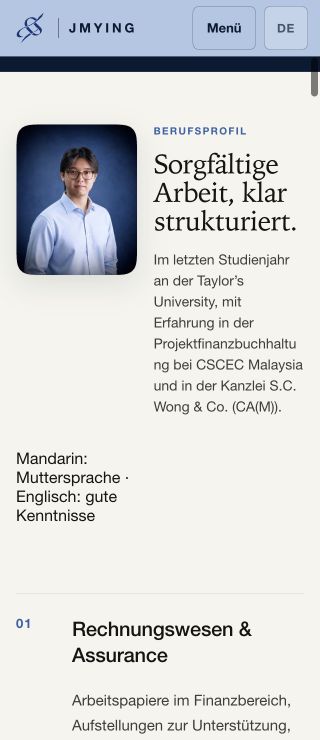 JMYING
Menü
DE
BERUFSPROFIL
Sorgfältige
Arbeit, klar
strukturiert.
Im letzten Studienjahr
an der Taylor’s
University, mit
Erfahrung in der
Projektfinanzbuchhaltu
ng bei CSCEC Malaysia
und in der Kanzlei S.C.
Wong & Co. (CA(M)).
Mandarin:
Muttersprache ·
Englisch: gute
Kenntnisse
01
Rechnungswesen &
Assurance
Arbeitspapiere im Finanzbereich,
Aufstellungen zur Unterstützung,